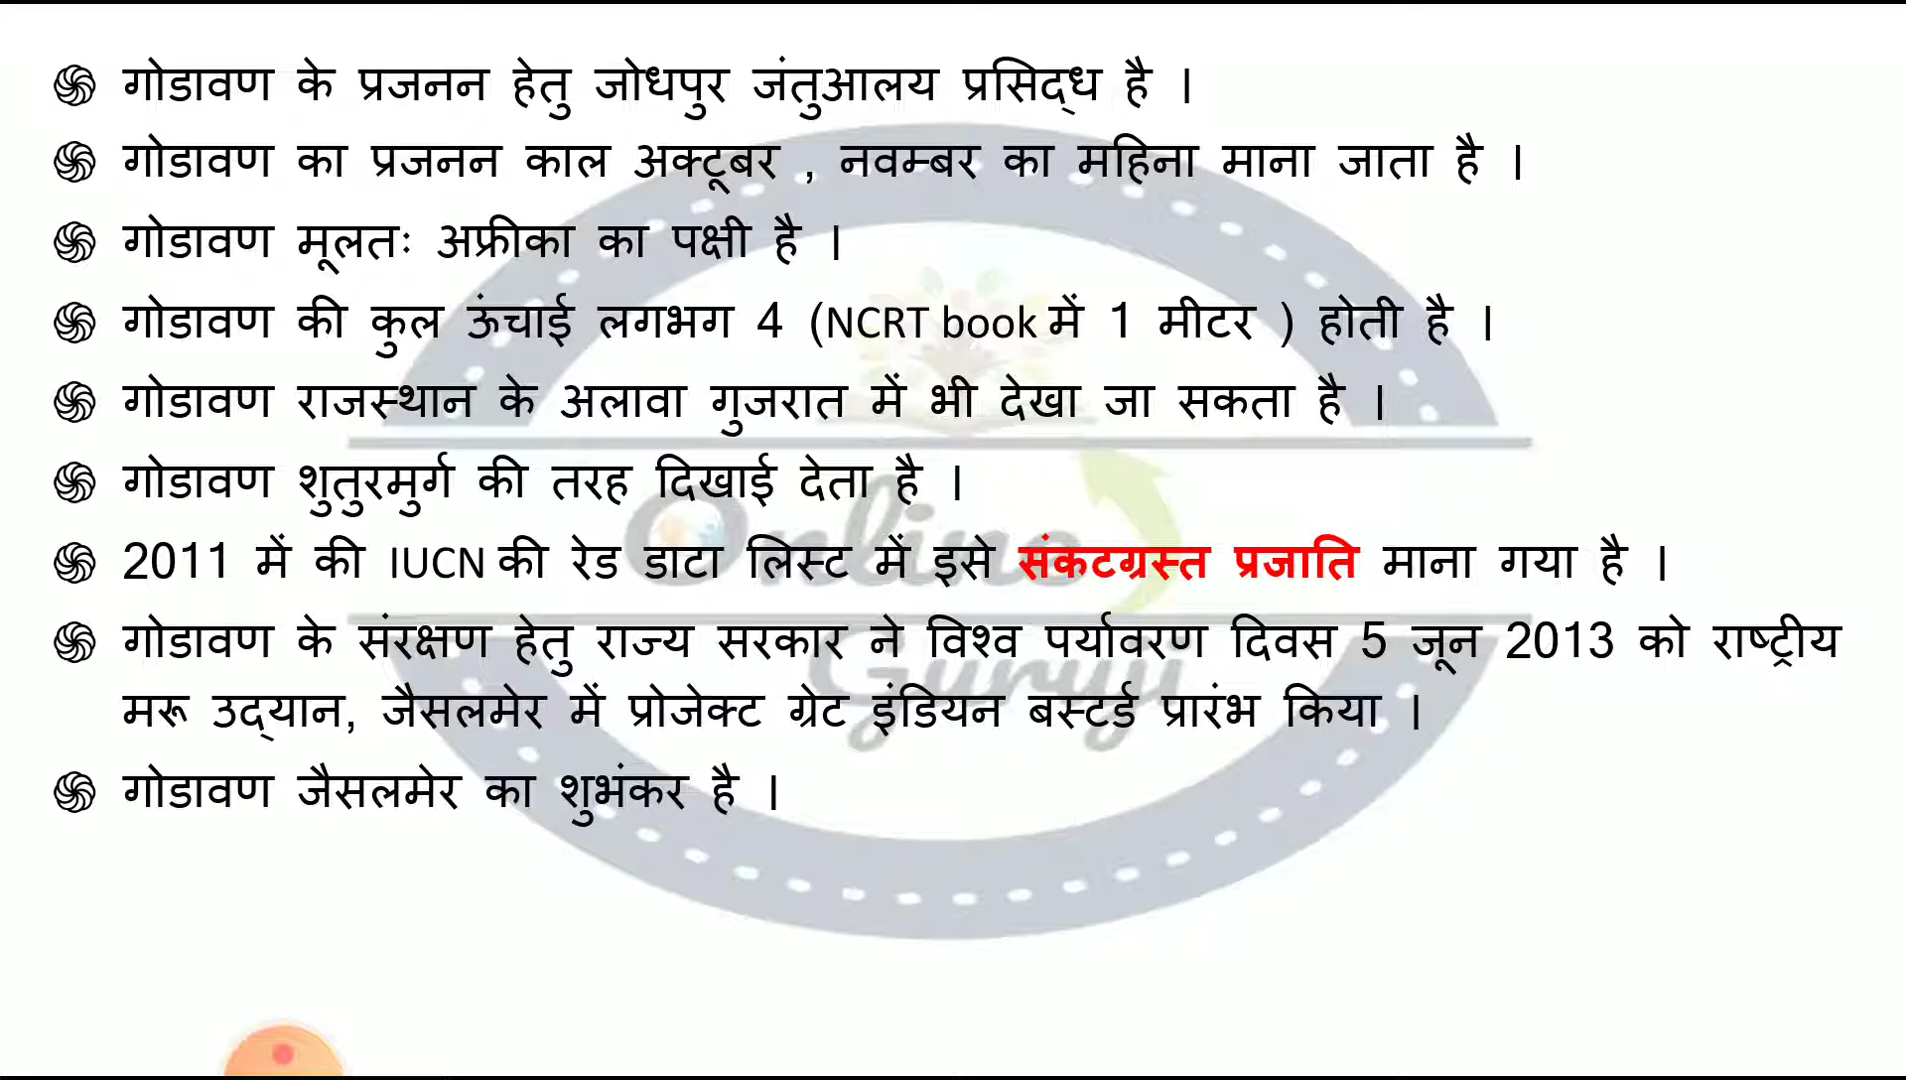 गोडावण के प्रजनन हेतु जोधपुर जंतुआलय प्रसिद्ध है ।
गोडावण का प्रजनन काल अक्टूबर , नवम्बर का महिना माना जाता है ।
गोडावण मूलतः अफ्रीका का पक्षी है ।
गोडावण की कुल ऊंचाई लगभग 4 (NCRT book में 1 मीटर ) होती है ।
गोडावण राजस्थान के अलावा गुजरात में भी देखा जा सकता है ।
गोडावण शुतुरमुर्ग की तरह दिखाई देता है ।
Online
2011 में की IUCN की रेड डाटा लिस्ट में इसे संकटग्रस्त प्रजाति माना गया है ।
गोडावण के संरक्षण हेतु राज्य सरकार ने विश्व पर्यावरण दिवस 5 जून 2013 को राष्ट्रीय
Guruji
मरू उद्यान, जैसलमेर में प्रोजेक्ट ग्रेट इंडियन बस्टर्ड प्रारंभ किया ।
गोडावण जैसलमेर का शुभंकर है ।